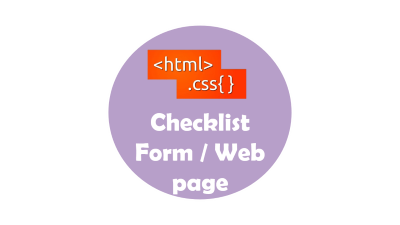 <html>
.css{}
Checklist
Form / Web
page